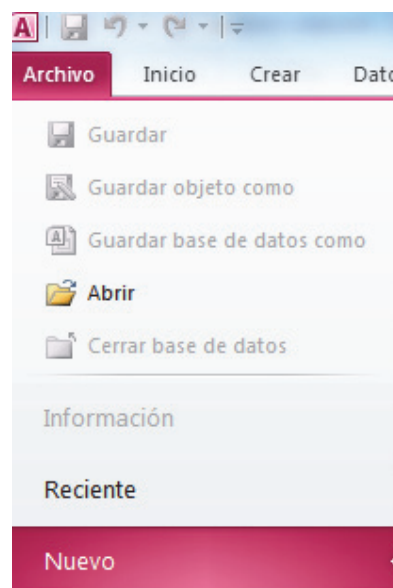 A
Archivo Inicio Crear Dato
Guardar
Guardar objeto como
Guardar base de datos como
Abrir
Cerrar base de datos
Información
Reciente
Nuevo